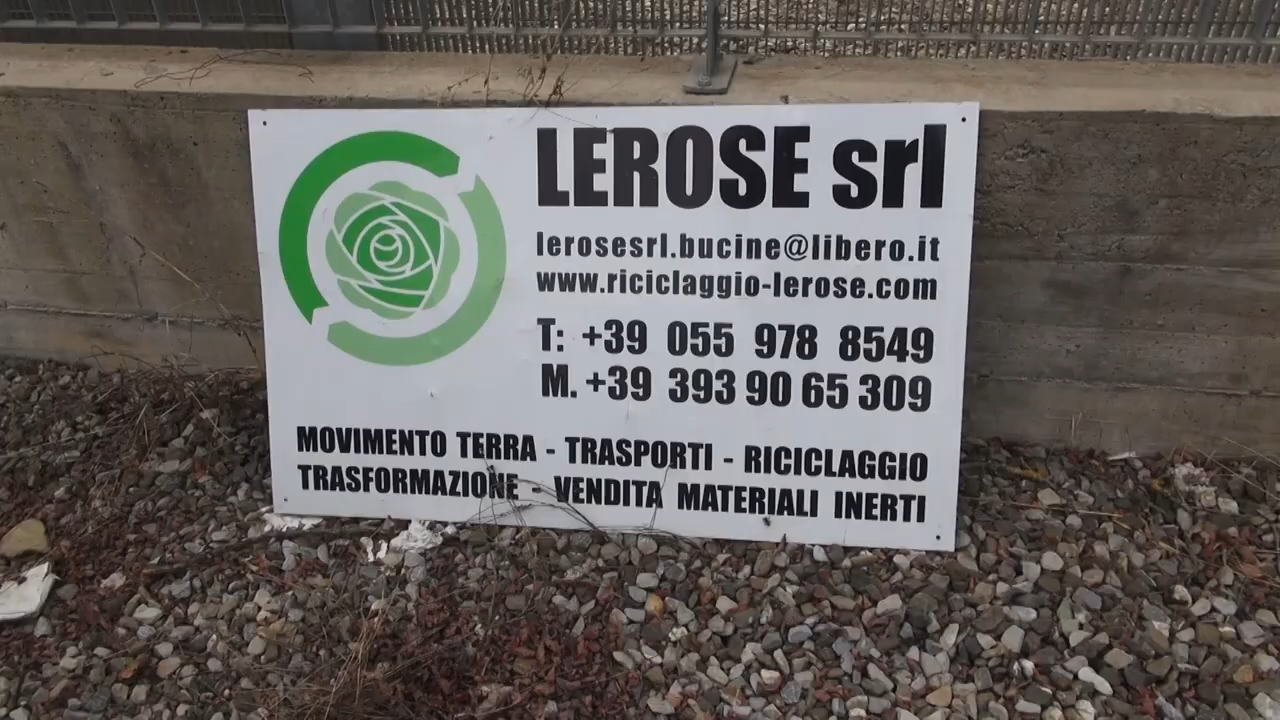 LEROSE srl
lerosesrl.bucine@libero.it
www.riciclaggio-lerose.com
T: +39 055 978 8549
M. +39 393 90 65 309
MOVIMENTO TERRA - TRASPORTI - RICICLAGGIO
TRASFORMAZIONE - VENDITA MATERIALI INERTI